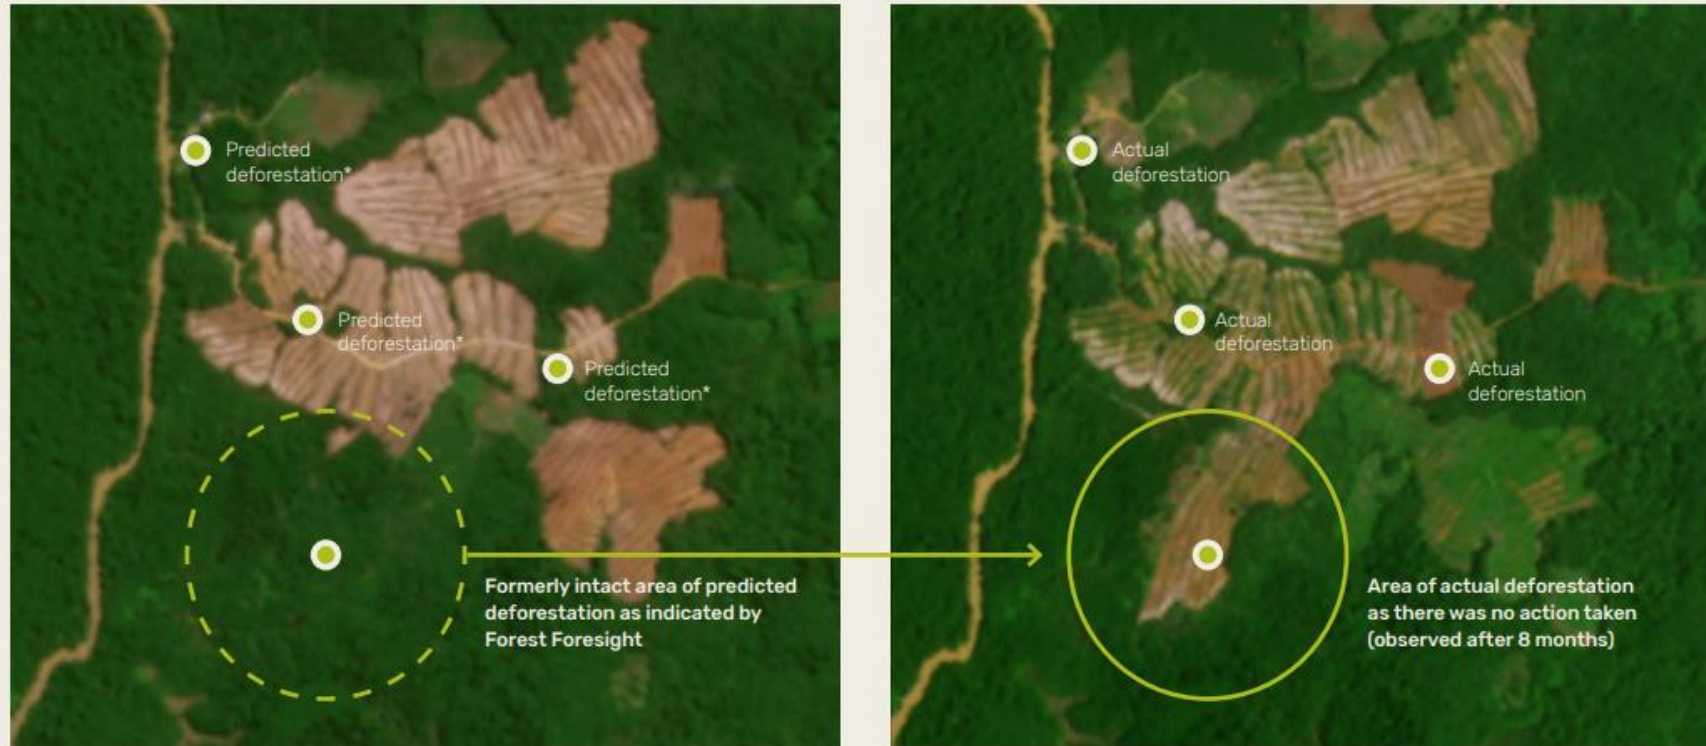 Predicted
deforestation*
Predicted
deforestation*
Predicted
deforestation*
Formerly intact area of predicted
deforestation as indicated by
Forest Foresight
Actual
deforestation
Actual
deforestation
Actual
deforestation
Area of actual deforestation
as there was no action taken
(observed after 8 months)